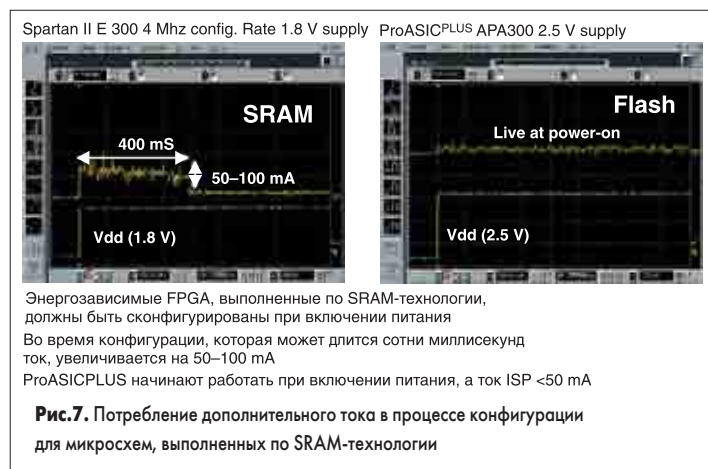 Spartan II E 300 4 Mhz config. Rate 1.8 V supply
ProASICPLUS APA300 2.5 V supply
SRAM
400 mS
50–100 mA
Vdd (1.8 V)
Flash
Live at power-on
Vdd (2.5 V)
Энергозависимые FPGA, выполненные по SRAM-технологии,
должны быть сконфигурированы при включении питания
Во время конфигурации, которая может длится сотни миллисекунд
ток, увеличивается на 50–100 mA
ProASICPLUS начинают работать при включении питания, а ток ISP <50 mA
Рис.7. Потребление дополнительного тока в процессе конфигурации
для микросхем, выполненных по SRAM-технологии